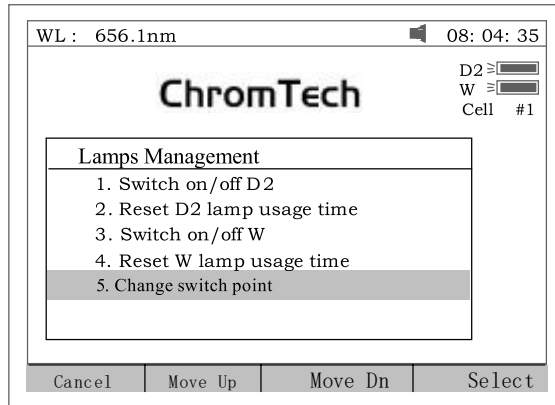 WL : 656.1nm 08: 04: 35
D2
W
Cell #1
ChromTech
Lamps Management
1. Switch on/off D2
2. Reset D2 lamp usage time
3. Switch on/off W
4. Reset W lamp usage time
5. Change switch point
Cancel Move Up Move Dn Select